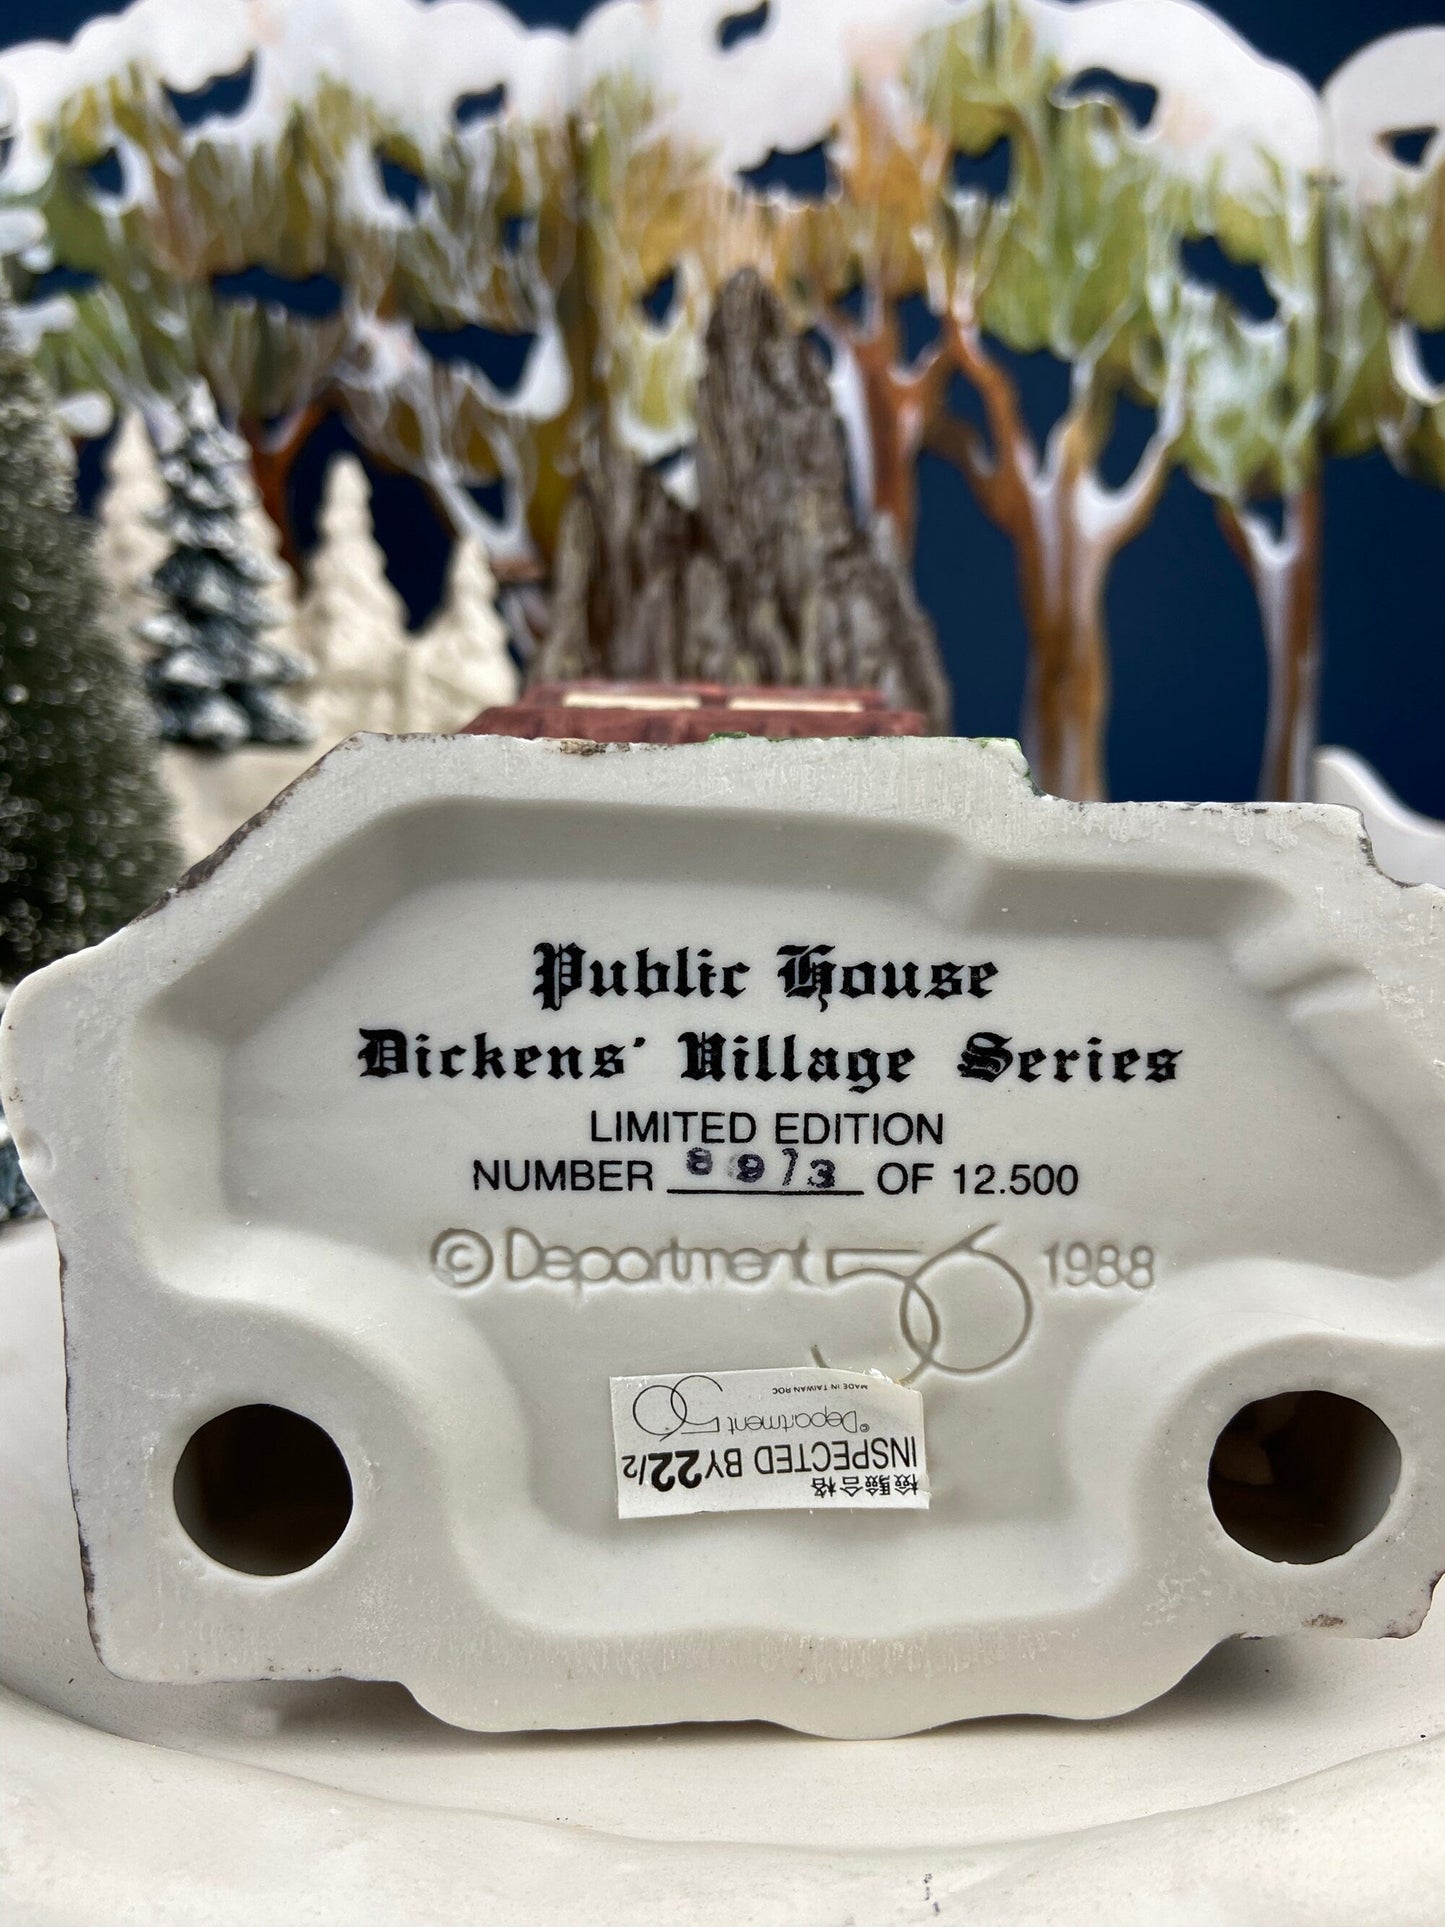 Public House
Dickens' Village Series
LIMITED EDITION
NUMBER 8973 OF 12.500
© Department 56 1988
檢驗合格
INSPECTED BY 22/2
©Department 56
MADE IN TAIWAN ROC